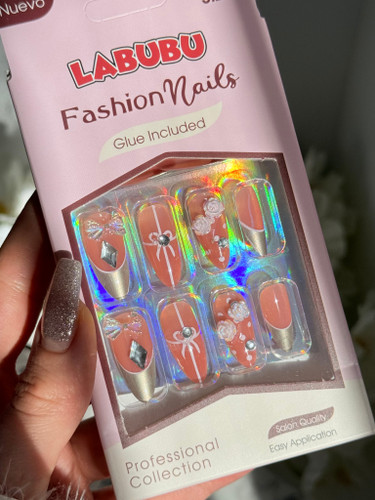 Nuevo
LABUBU
Fashion Nails
Glue Included
Professional
Collection
Salon Quality
Easy Application